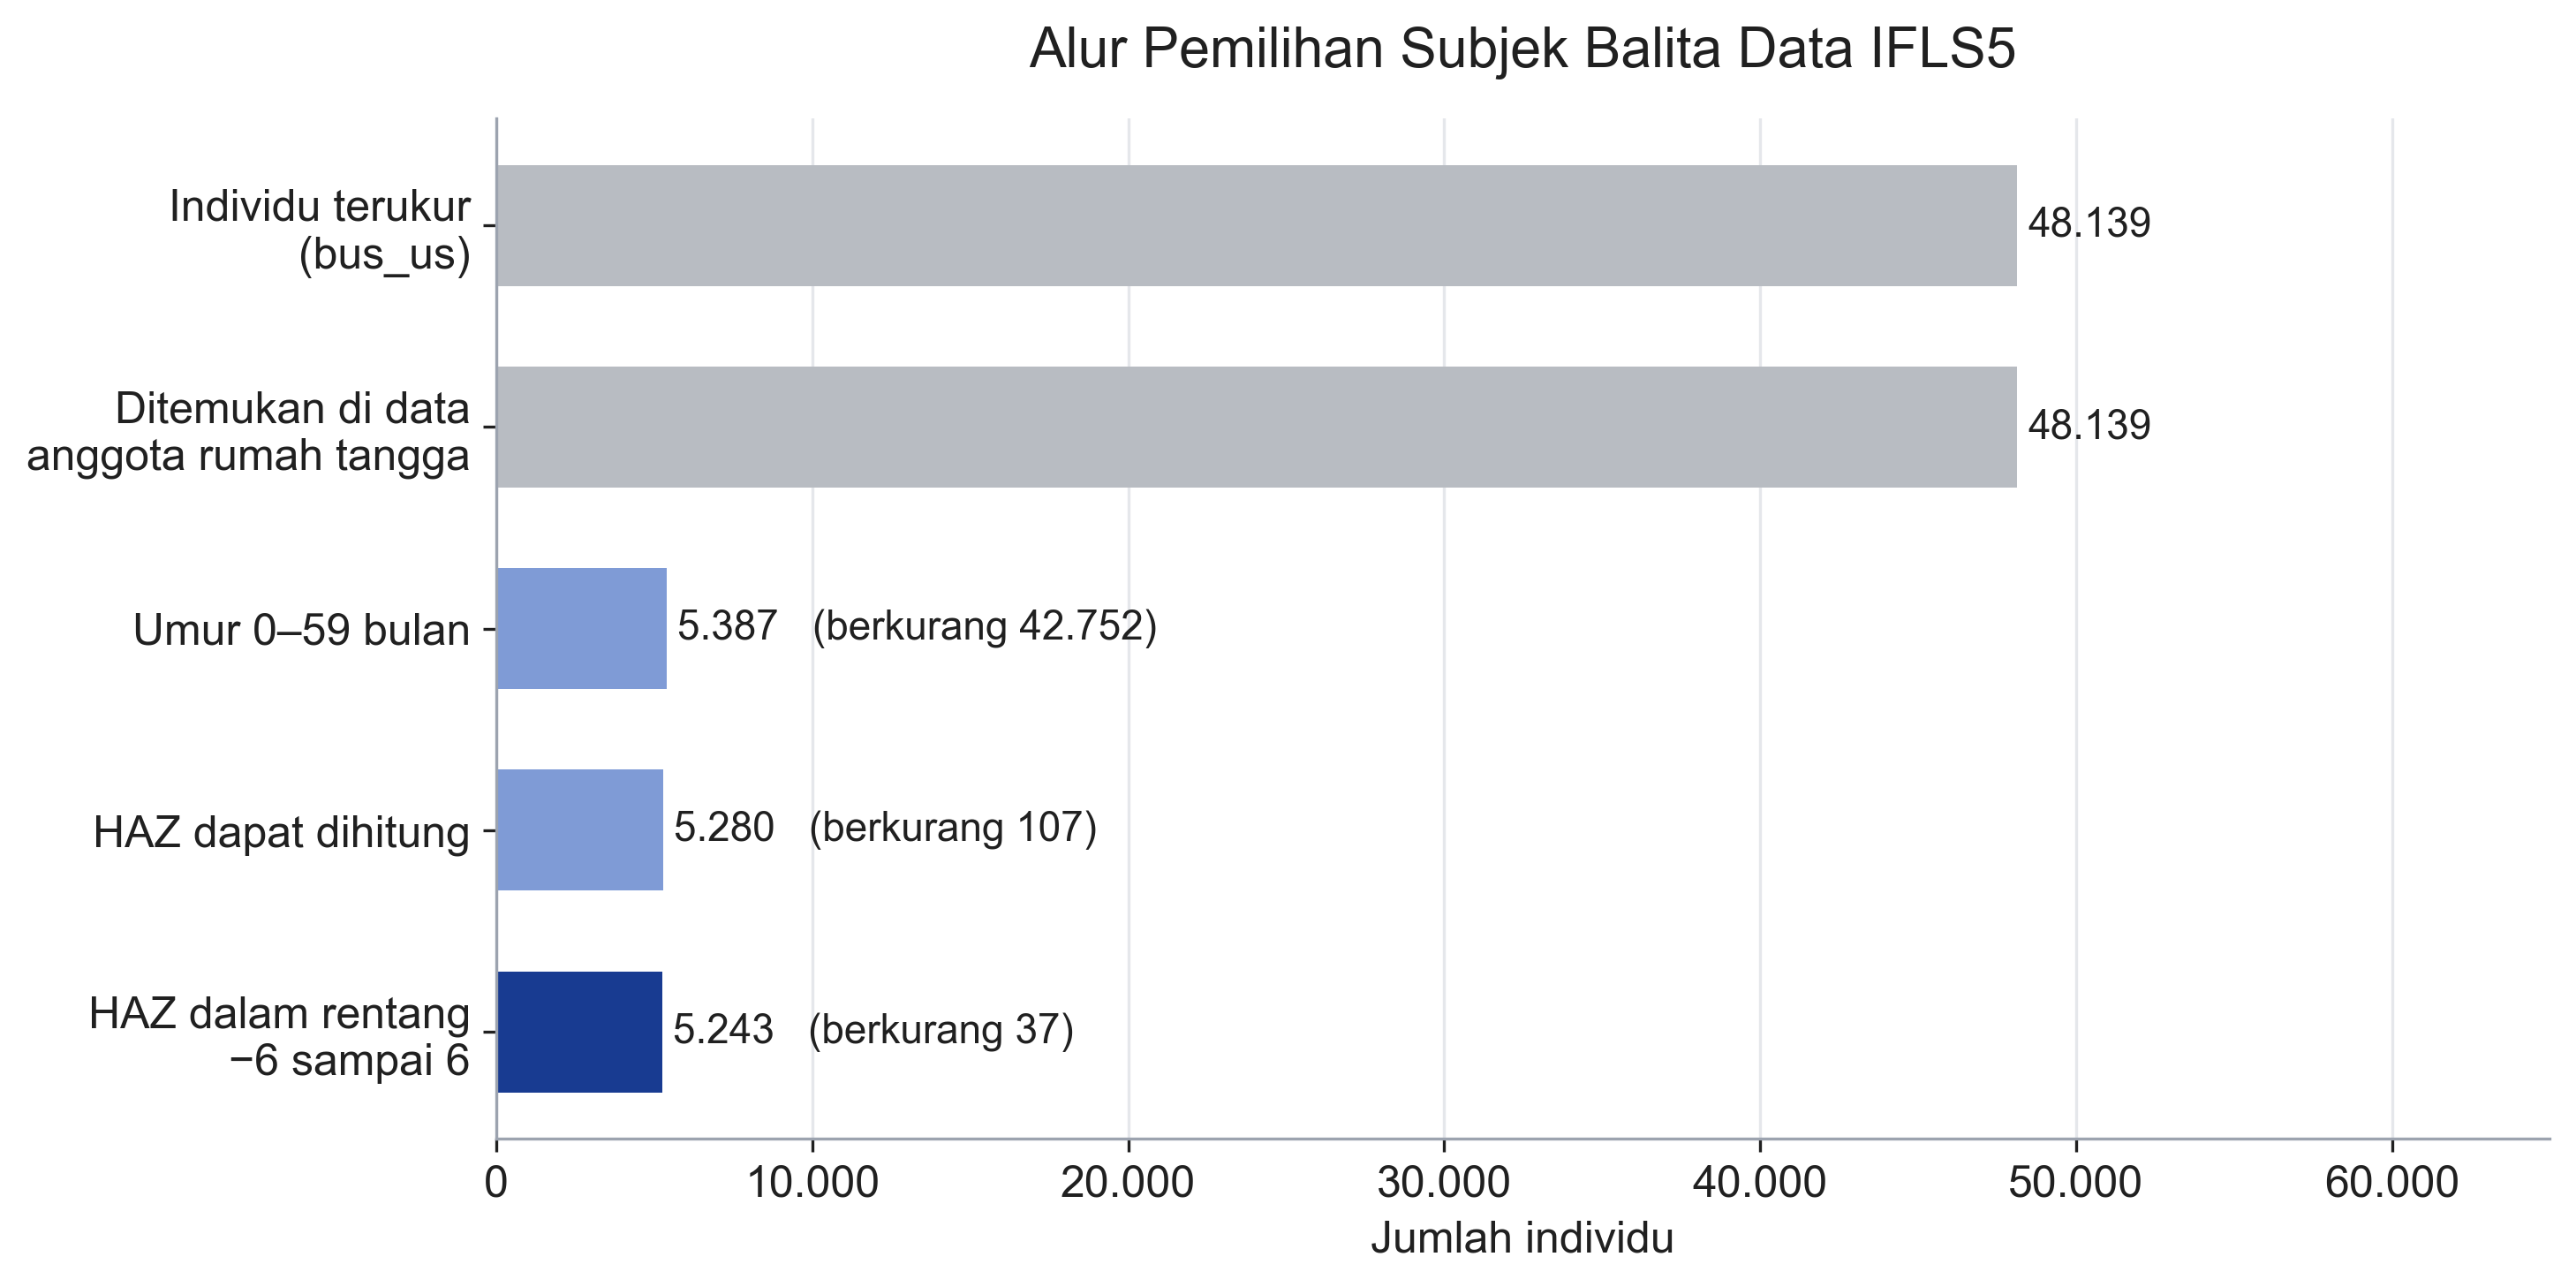 Alur Pemilihan Subjek Balita Data IFLS5
Individu terukur
(bus_us)
48.139
Ditemukan di data
anggota rumah tangga
48.139
Umur 0–59 bulan
5.387 (berkurang 42.752)
HAZ dapat dihitung
5.280 (berkurang 107)
HAZ dalam rentang
−6 sampai 6
5.243 (berkurang 37)
0 10.000 20.000 30.000 40.000 50.000 60.000
Jumlah individu